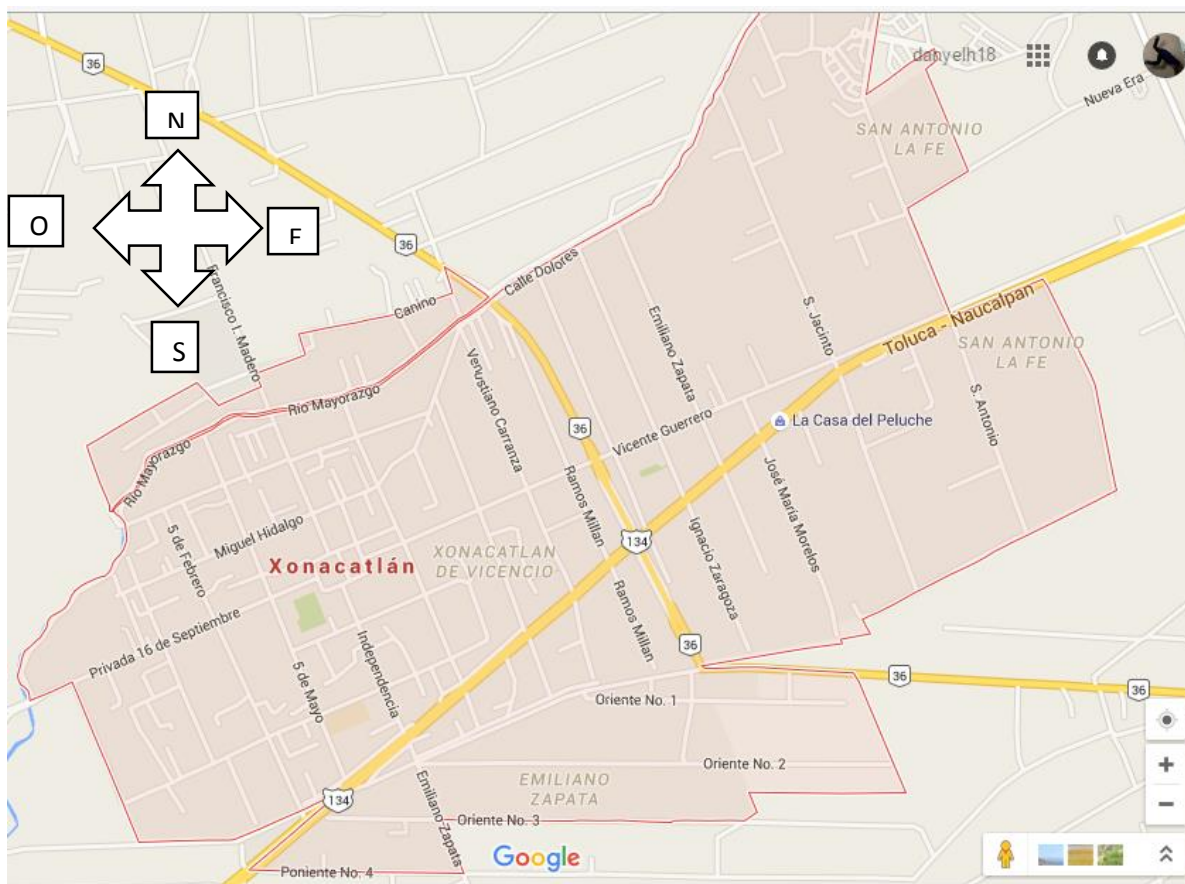 danyelh18
36
Nueva Era
N
SAN ANTONIO
LA FE
O
F
36
Calle Dolores
Francisco I. Madero
Canino
Emiliano Zapata
S. Jacinto
Toluca - Naucalpan
S
SAN ANTONIO
LA FE
Venustiano Carranza
Rio Mayorazgo
S. Antonio
36
Vicente Guerrero
La Casa del Peluche
Rio Mayorazgo
Ramos Millan
José María Morelos
Miguel Hidalgo
5 de Febrero
134
Ignacio Zaragoza
XONACATLAN
DE VICENCIO
Xonacatlán
Ramos Millan
Privada 16 de Septiembre
Independencia
36
5 de Mayo
36
36
Oriente No. 1
Oriente No. 2
EMILIANO
ZAPATA
134
Emiliano Zapata
Oriente No. 3
Google
Poniente No. 4